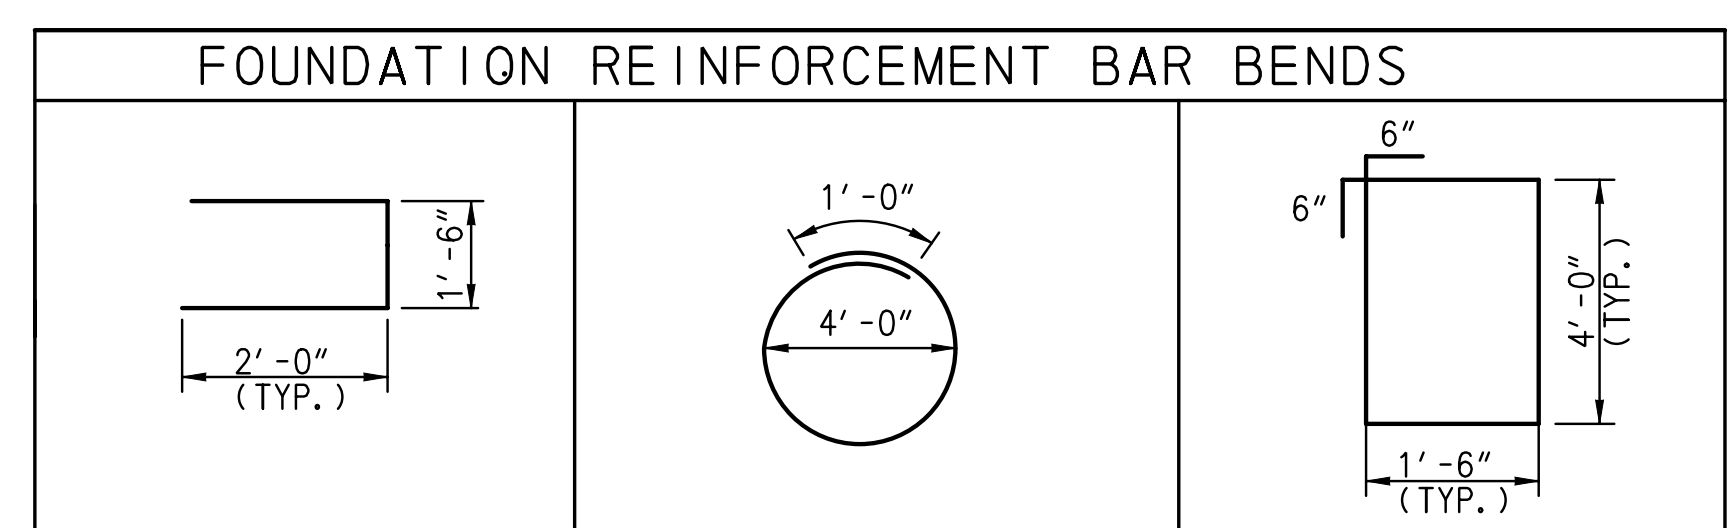 FOUNDATION REINFORCEMENT BAR BENDS
1'-6"
2'-0"
(TYP.)
1'-0"
4'-0"
6"
6"
4'-0"
(TYP.)
1'-6"
(TYP.)